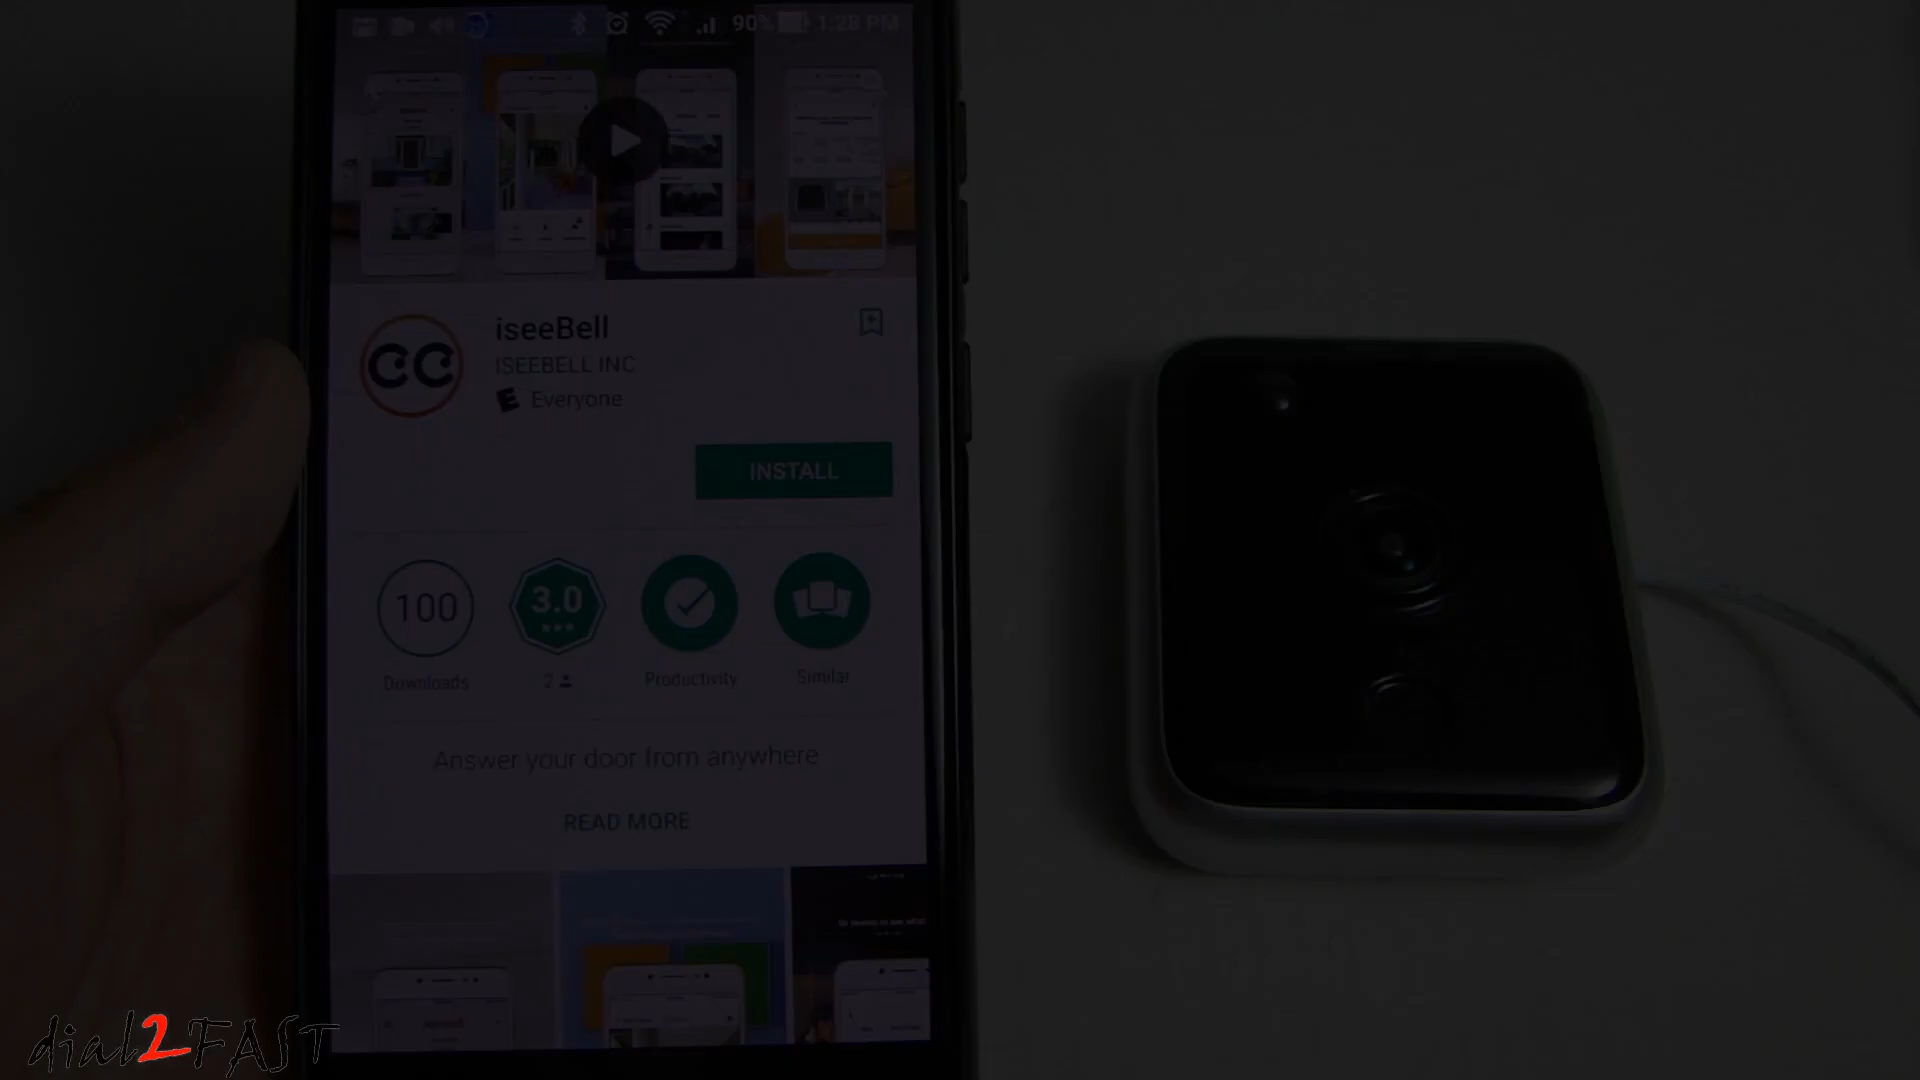 90% 1:28 PM
iseeBell
ISEEBELL INC
E Everyone
INSTALL
100
3.0
Downloads
2
Productivity
Similar
Answer your door from anywhere
READ MORE
dial2FAST